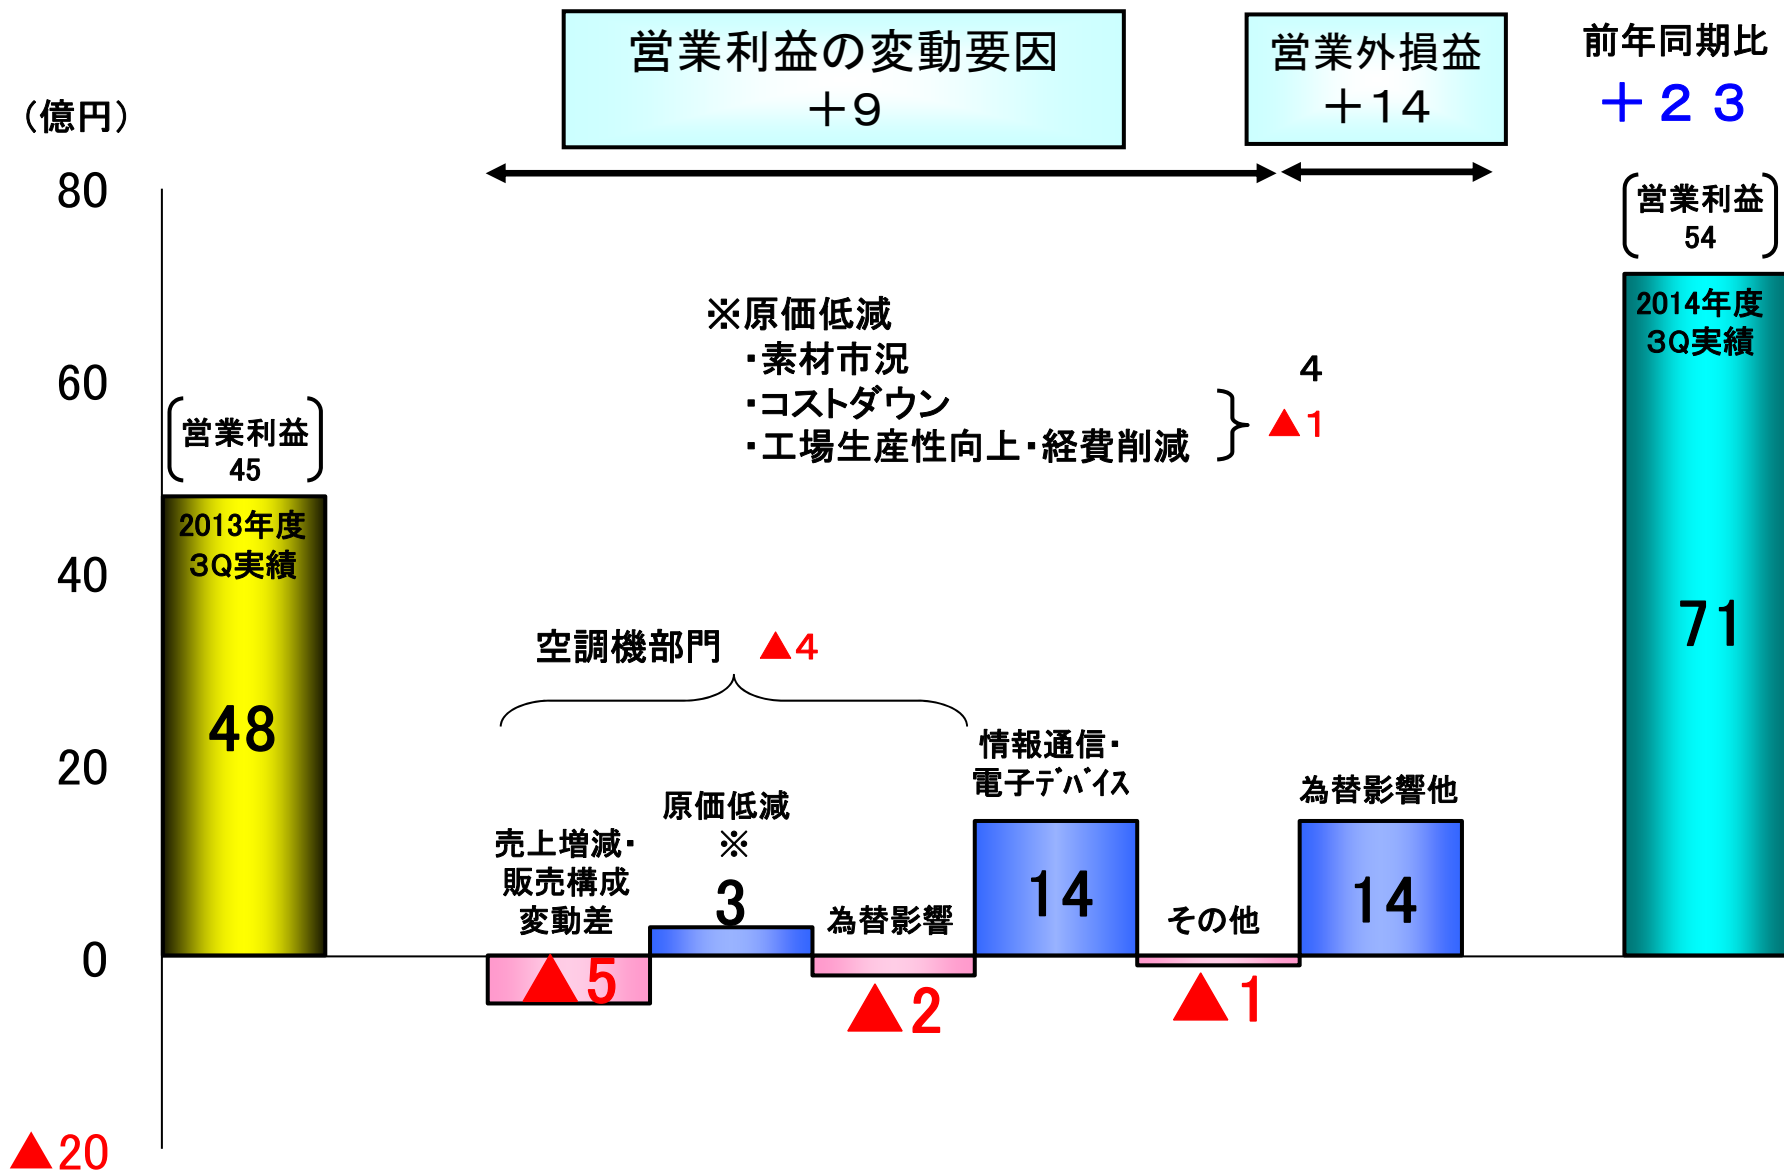 営業利益の変動要因
＋9
営業外損益
＋14
前年同期比
＋２３
（億円）
80
60
40
20
0
▲20
営業利益
45
2013年度
3Q実績
48
※原価低減
・素材市況 4
・コストダウン
・工場生産性向上・経費削減
▲1
空調機部門 ▲4
売上増減・
販売構成
変動差
▲5
原価低減
※
3
為替影響
▲2
情報通信・
電子ﾃﾞﾊﾞｲｽ
14
その他
▲1
為替影響他
14
営業利益
54
2014年度
3Q実績
71